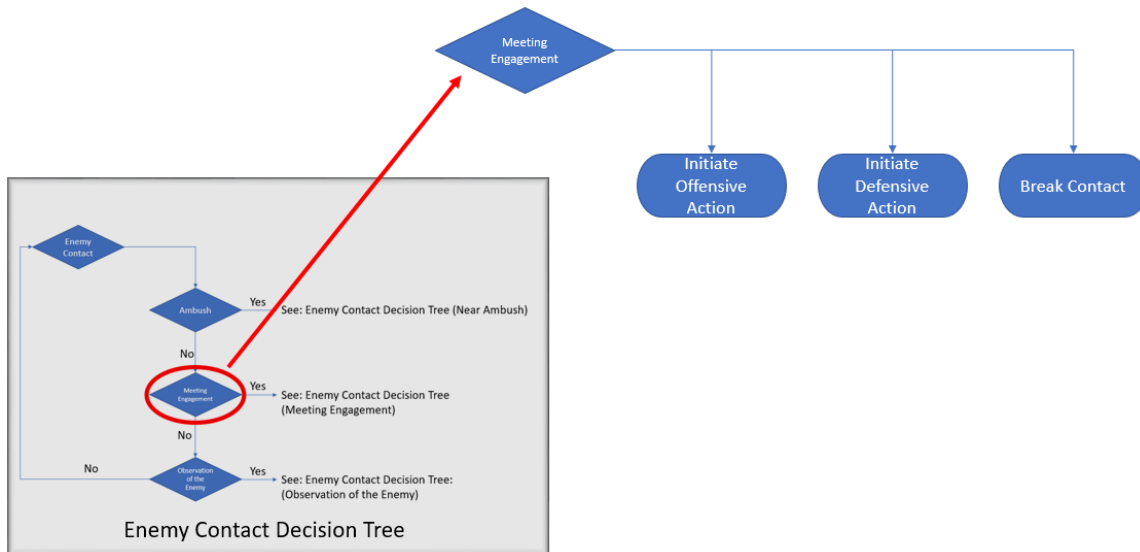 Meeting
Engagement
Initiate
Offensive
Action
Initiate
Defensive
Action
Break Contact
Enemy
Contact
Ambush
Yes
See: Enemy Contact Decision Tree (Near Ambush)
No
Meeting
Engagement
Yes
See: Enemy Contact Decision Tree
(Meeting Engagement)
No
Observation
of the
Enemy
No
Yes
See: Enemy Contact Decision Tree:
(Observation of the Enemy)
Enemy Contact Decision Tree